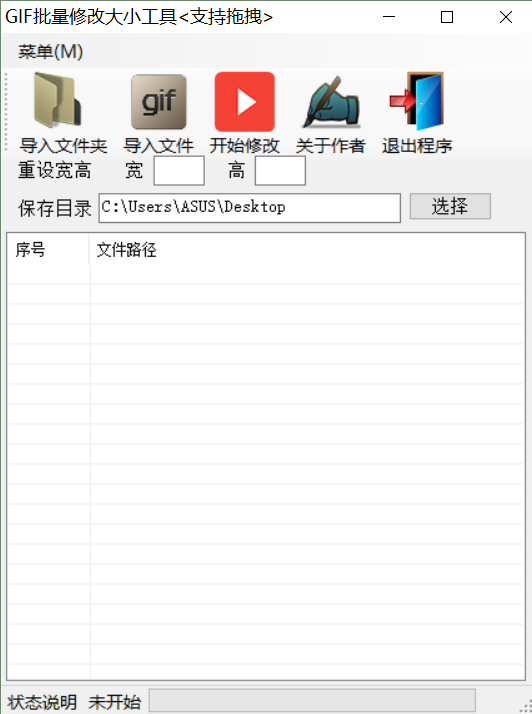 GIF批量修改大小工具<支持拖拽>
菜单(M)
gif
导入文件夹 导入文件 开始修改 关于作者 退出程序
重设宽高 宽 高
保存目录 C:\Users\ASUS\Desktop 选择
序号 文件路径
状态说明 未开始